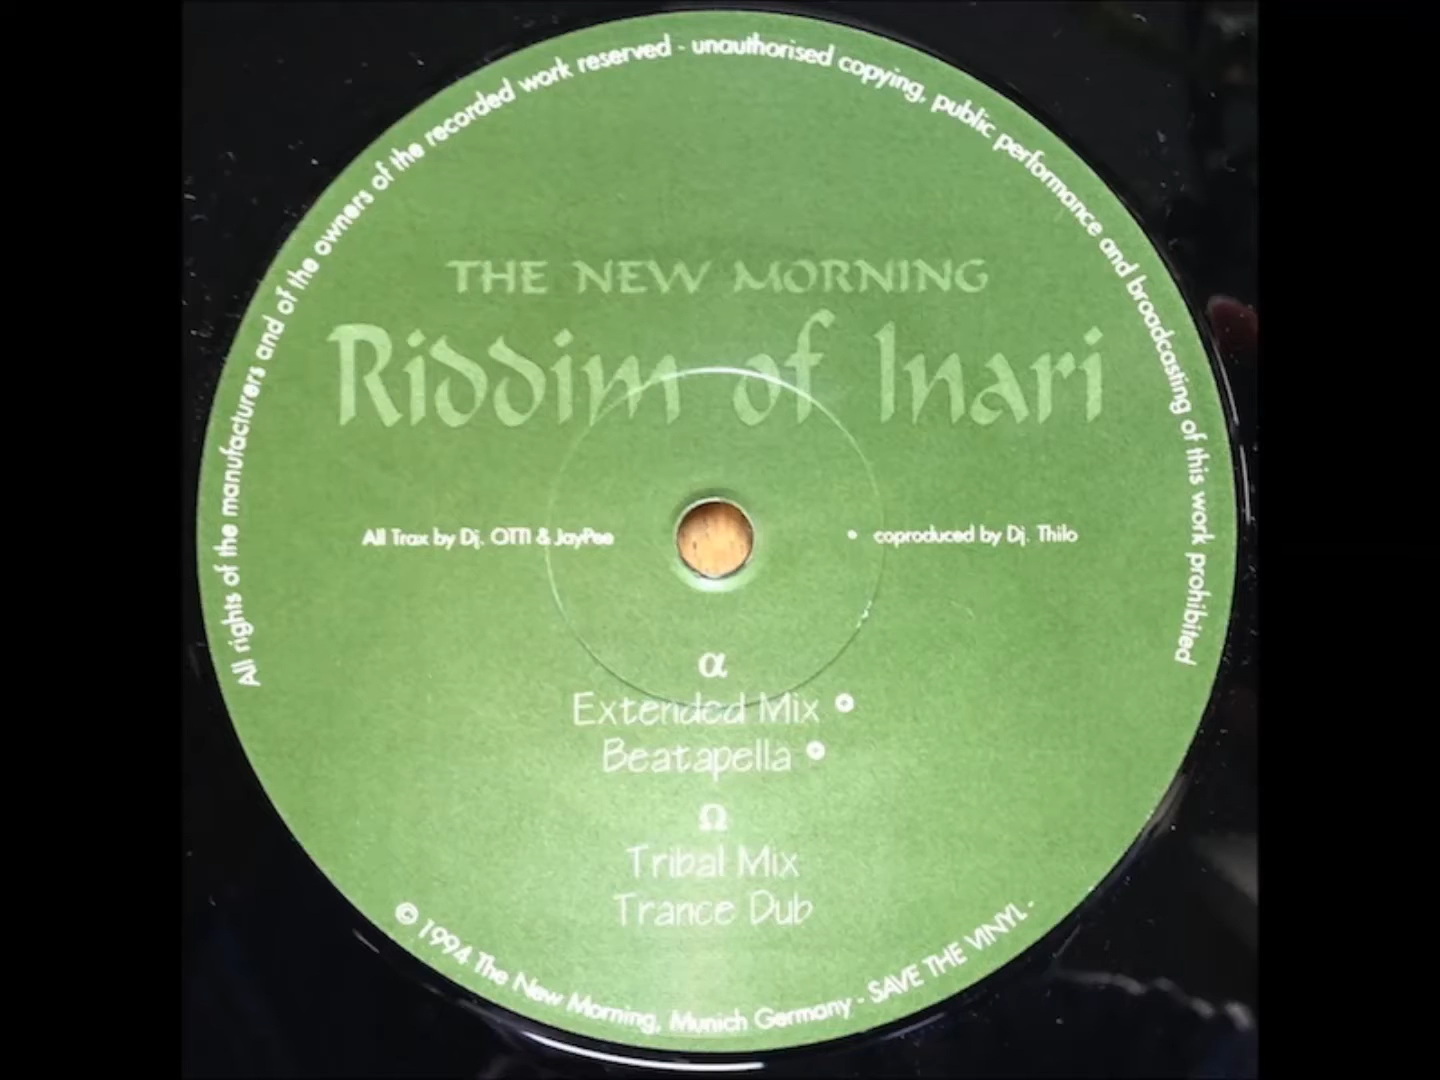 All rights of the manufacturers and of the owners of the recorded work reserved - unauthorised copying, public performance and broadcasting of this work prohibited
THE NEW MORNING
Riddim of Inari
All Trax by Dj. OTTI & JayPee
• coproduced by Dj. Thilo
α
Extended Mix
Beatapella
Ω
Tribal Mix
Trance Dub
© 1994 The New Morning, Munich Germany - SAVE THE VINYL -